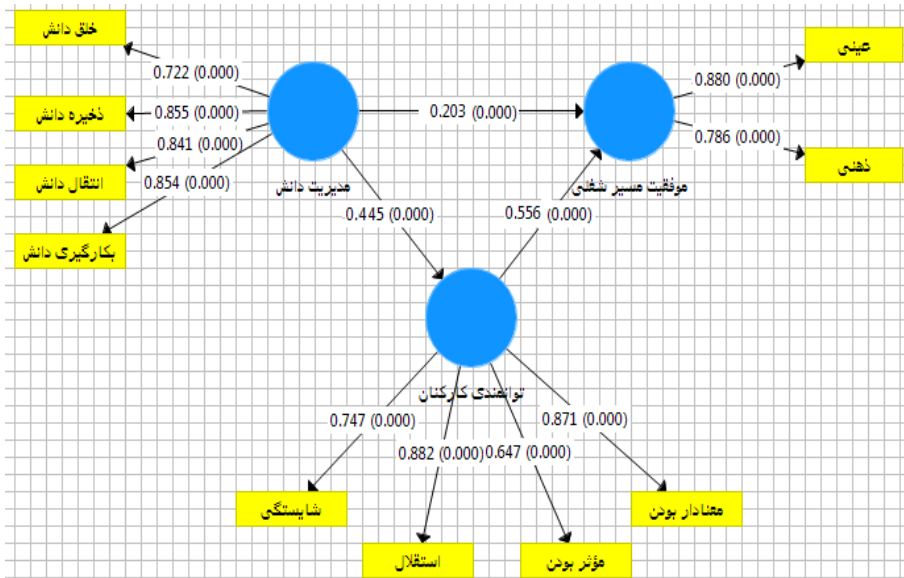 خلق دانش
ذخیره دانش
انتقال دانش
بکارگیری دانش
0.722 (0.000)
0.855 (0.000)
0.841 (0.000)
0.854 (0.000)
مدیریت دانش
0.203 (0.000)
0.445 (0.000)
0.556 (0.000)
موفقیت مسیر شغلی
0.880 (0.000)
0.786 (0.000)
عینی
ذهنی
توانمندی کارکنان
0.747 (0.000)
0.882 (0.000)
0.647 (0.000)
0.871 (0.000)
شایستگی
استقلال
مؤثر بودن
معنادار بودن